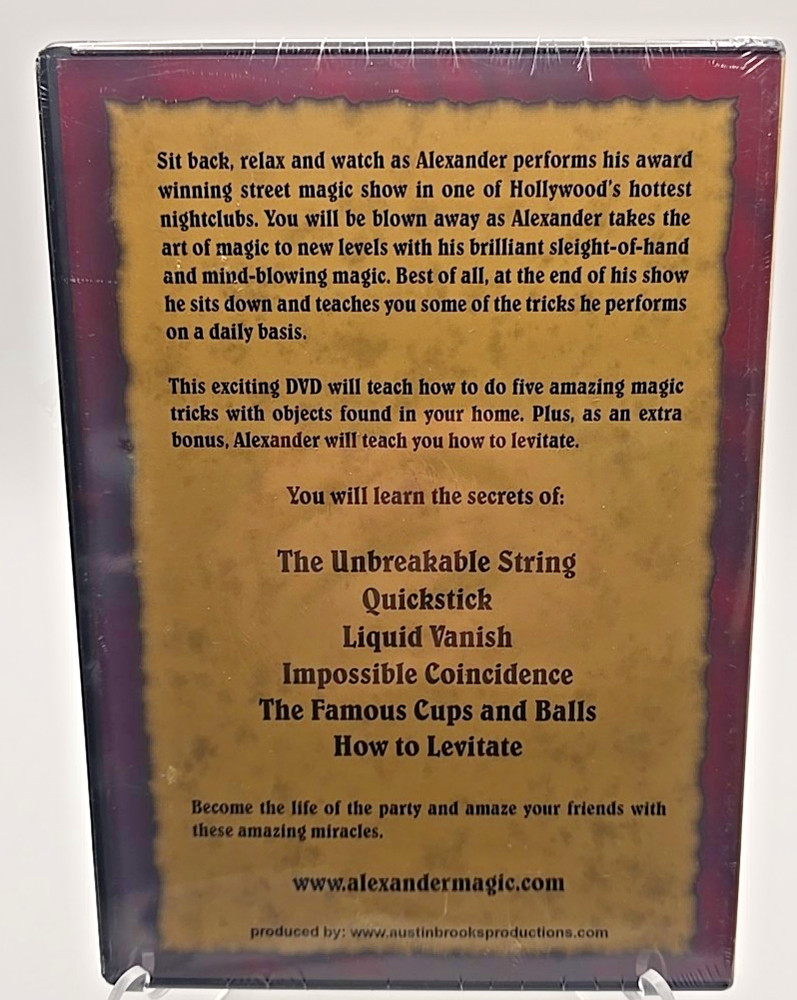 Sit back, relax and watch as Alexander performs his award
winning street magic show in one of Hollywood's hottest
nightclubs. You will be blown away as Alexander takes the
art of magic to new levels with his brilliant sleight-of-hand
and mind-blowing magic. Best of all, at the end of his show
he sits down and teaches you some of the tricks he performs
on a daily basis.
This exciting DVD will teach how to do five amazing magic
tricks with objects found in your home. Plus, as an extra
bonus, Alexander will teach you how to levitate.
You will learn the secrets of:
The Unbreakable String
Quickstick
Liquid Vanish
Impossible Coincidence
The Famous Cups and Balls
How to Levitate
Become the life of the party and amaze your friends with
these amazing miracles.
www.alexandermagic.com
produced by: www.austinbrooksproductions.com